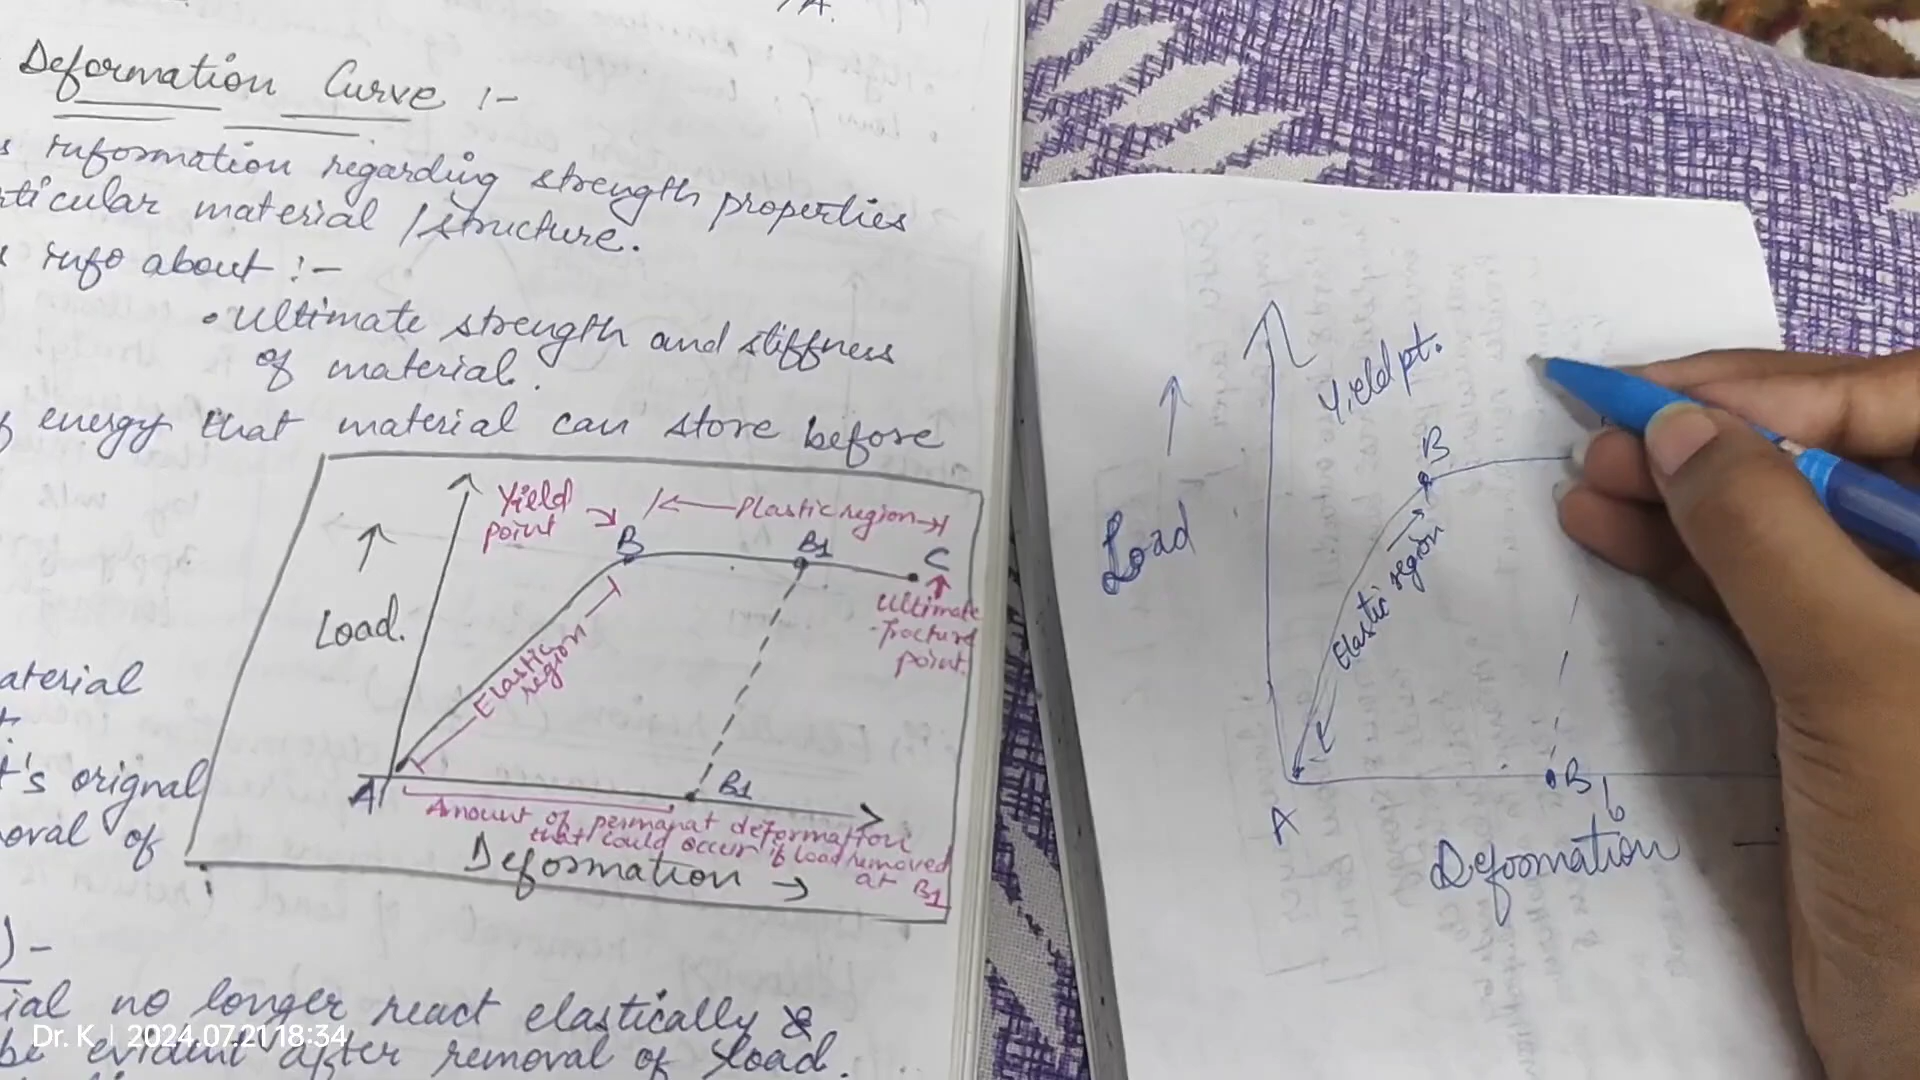 Deformation Curve :-
s information regarding strength properties
rticular material / structure.
s info about :-
• Ultimate strength and stiffness
of material.
energy that material can store before
Yield
point
Plastic region
B
B1
C
Ultimate
fracture
point
Load.
Elastic
region
A
B1
Amount of permanat deformation
that could occur if load removed
at B1
Deformation →
aterial
t's orignal
oval of
ial no longer react elastically &
be evident after removal of load.
Dr. K | 2024.07.21 18:34
Yield pt.
B
Load
Elastic region
A
B
Deformation